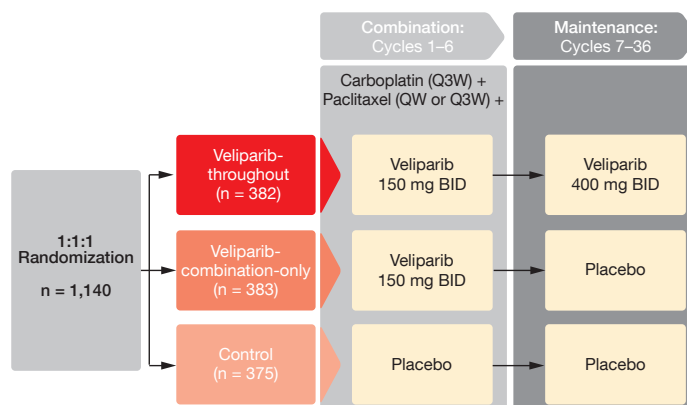 Combination:
Cycles 1–6
Maintenance:
Cycles 7–36
Carboplatin (Q3W) +
Paclitaxel (QW or Q3W) +
1:1:1
Randomization
n = 1,140
Veliparib-
throughout
(n = 382)
Veliparib
150 mg BID
Veliparib
400 mg BID
Veliparib-
combination-only
(n = 383)
Veliparib
150 mg BID
Placebo
Control
(n = 375)
Placebo
Placebo